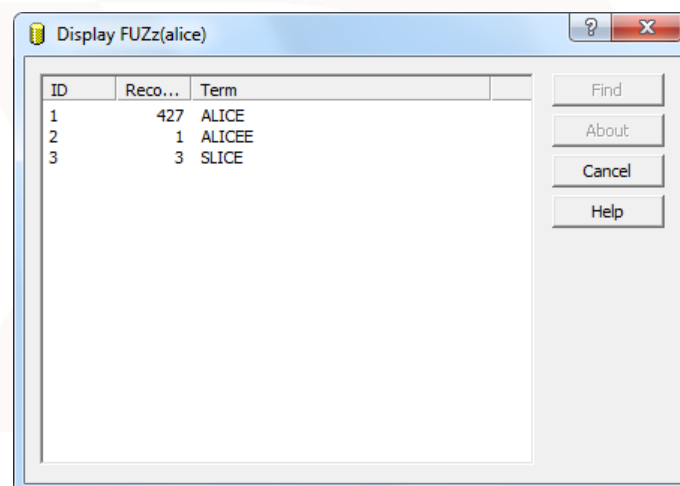 Display FUZz(alice)
ID Reco... Term
1 427 ALICE
2 1 ALICEE
3 3 SLICE
Find
About
Cancel
Help